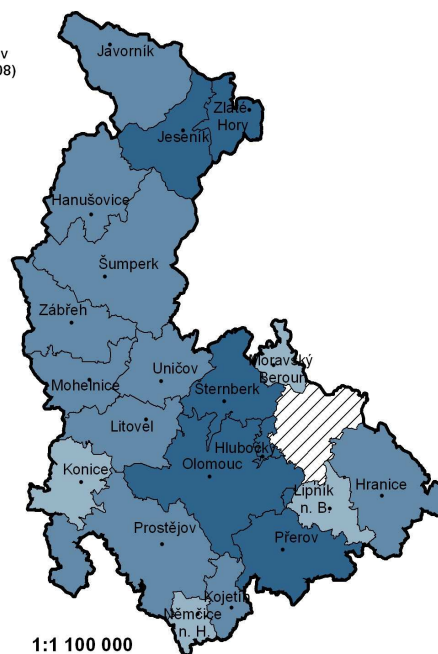 v
08)
Javorník
Zlaté
Hory
Jeseník
Hanušovice
Šumperk
Zábřeh
Moravský
Beroun
Uničov
Mohelnice
Šternberk
Litovel
Hlubočky
Konice
Olomouc
Lipník
n. B.
Hranice
Prostějov
Přerov
Kojetín
Němčice
n. H.
1:1 100 000